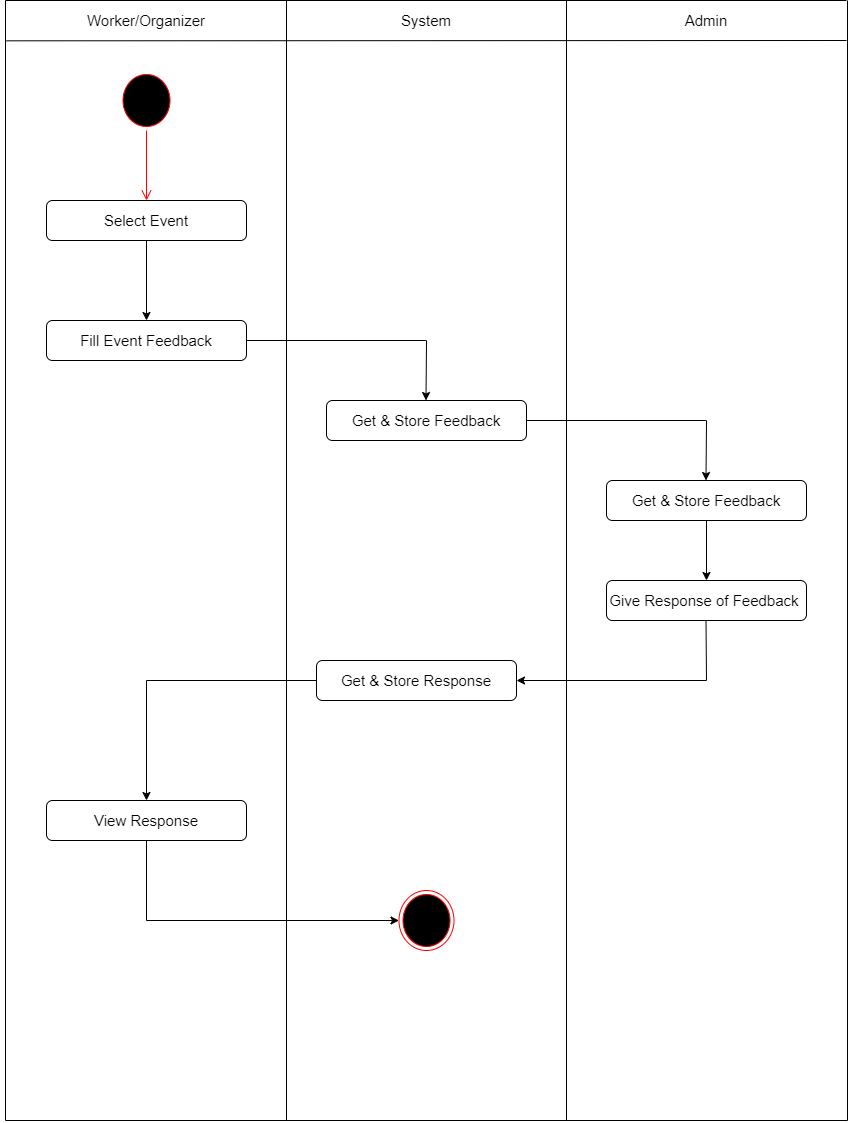 Worker/Organizer
System
Admin
Select Event
Fill Event Feedback
Get & Store Feedback
Get & Store Feedback
Give Response of Feedback
Get & Store Response
View Response